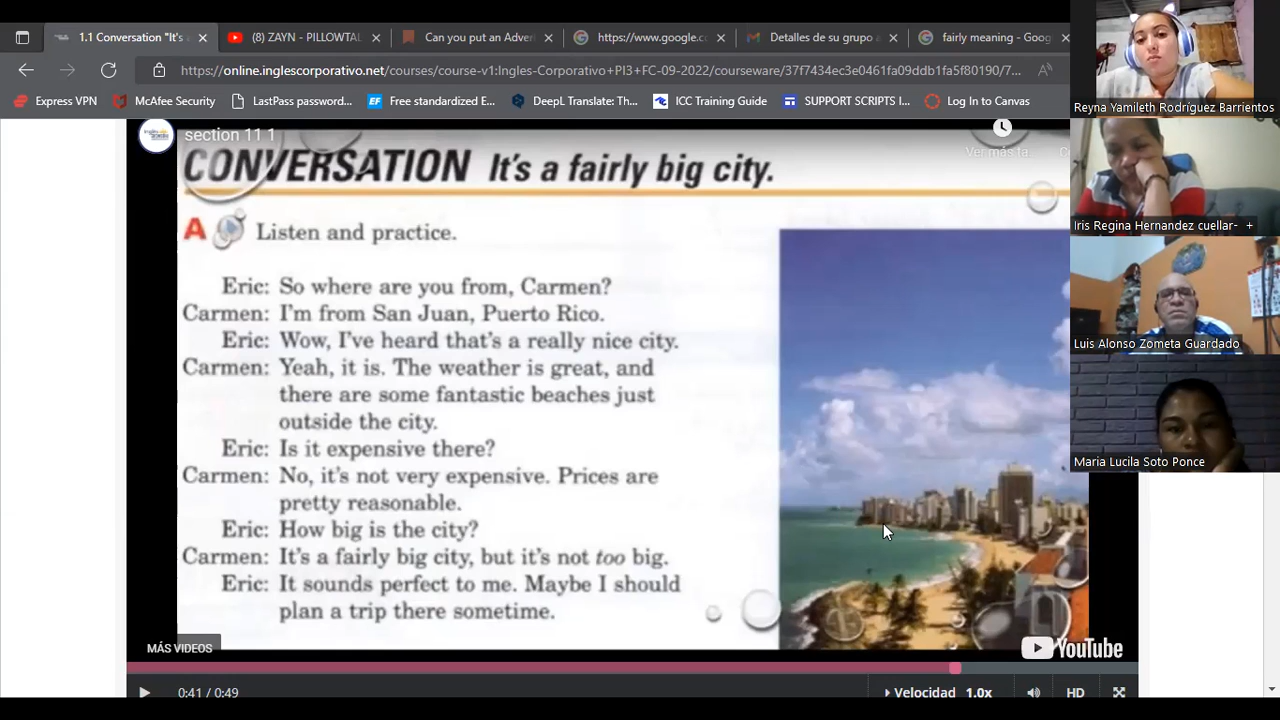 1.1 Conversation "It's
(8) ZAYN - PILLOWTAL
Can you put an Adver
https://www.google.c
Detalles de su grupo
fairly meaning - Goog
https://online.inglescorporativo.net/courses/course-v1:Ingles-Corporativo+PI3+FC-09-2022/courseware/37f7434ec3e0461fa09ddb1fa5f80190/7...
Express VPN
McAfee Security
LastPass password...
Free standardized E...
DeepL Translate: Th...
ICC Training Guide
SUPPORT SCRIPTS I...
Log In to Canvas
section 11 1
Ver más ta
CONVERSATION It's a fairly big city.
A Listen and practice.
Eric: So where are you from, Carmen?
Carmen: I'm from San Juan, Puerto Rico.
Eric: Wow, I've heard that's a really nice city.
Carmen: Yeah, it is. The weather is great, and
there are some fantastic beaches just
outside the city.
Eric: Is it expensive there?
Carmen: No, it's not very expensive. Prices are
pretty reasonable.
Eric: How big is the city?
Carmen: It's a fairly big city, but it's not too big.
Eric: It sounds perfect to me. Maybe I should
plan a trip there sometime.
MÁS VIDEOS
YouTube
0:41 / 0:49
Velocidad 1.0x
HD
Reyna Yamileth Rodríguez Barrientos
Iris Regina Hernandez cuellar- +
Luis Alonso Zometa Guardado
Maria Lucila Soto Ponce